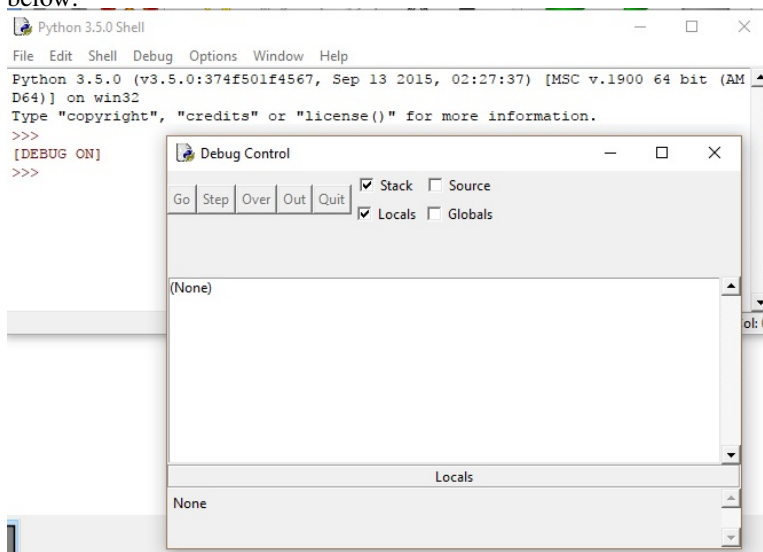 below.
Python 3.5.0 Shell
File Edit Shell Debug Options Window Help
Python 3.5.0 (v3.5.0:374f501f4567, Sep 13 2015, 02:27:37) [MSC v.1900 64 bit (AM
D64)] on win32
Type "copyright", "credits" or "license()" for more information.
>>>
[DEBUG ON]
>>>
Debug Control
Go Step Over Out Quit
Stack Source
Locals Globals
(None)
Locals
None